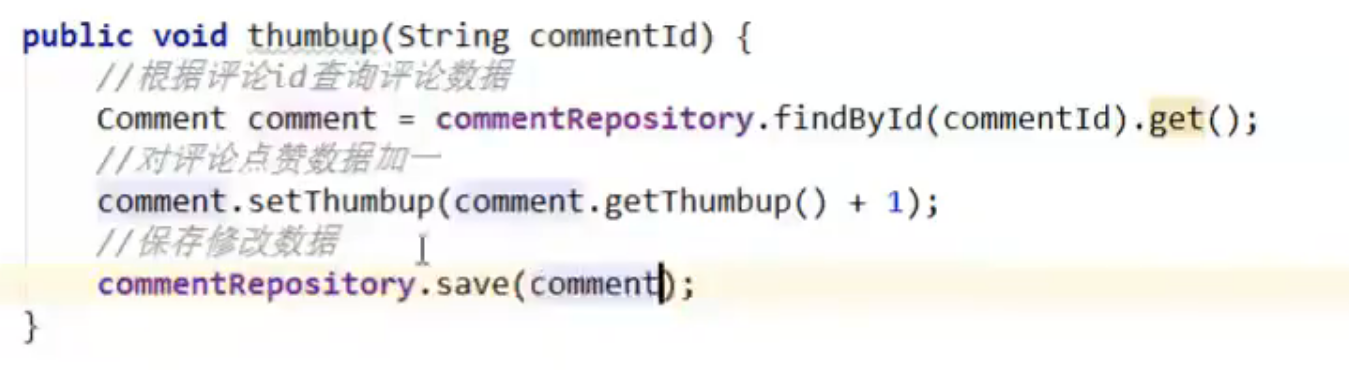 public void thumbup(String commentId) {
//根据评论id查询评论数据
Comment comment = commentRepository.findById(commentId).get();
//对评论点赞数据加一
comment.setThumbup(comment.getThumbup() + 1);
//保存修改数据
commentRepository.save(comment);
}